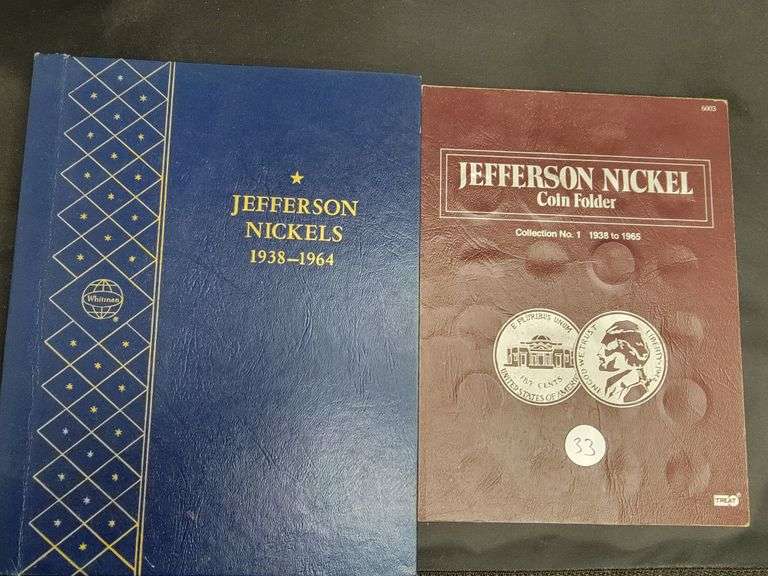 JEFFERSON
NICKELS
1938–1964
Whitman
®
6003
JEFFERSON NICKEL
Coin Folder
Collection No. 1 1938 to 1965
E PLURIBUS UNUM
FIVE CENTS
UNITED STATES OF AMERICA
IN GOD WE TRUST
LIBERTY
33
TREAT
®